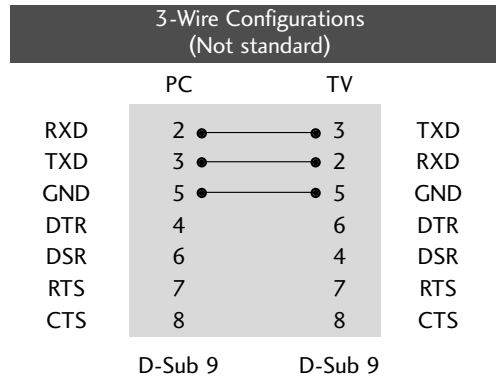 3-Wire Configurations
(Not standard)
PC TV
RXD 2 3 TXD
TXD 3 2 RXD
GND 5 5 GND
DTR 4 6 DTR
DSR 6 4 DSR
RTS 7 7 RTS
CTS 8 8 CTS
D-Sub 9 D-Sub 9